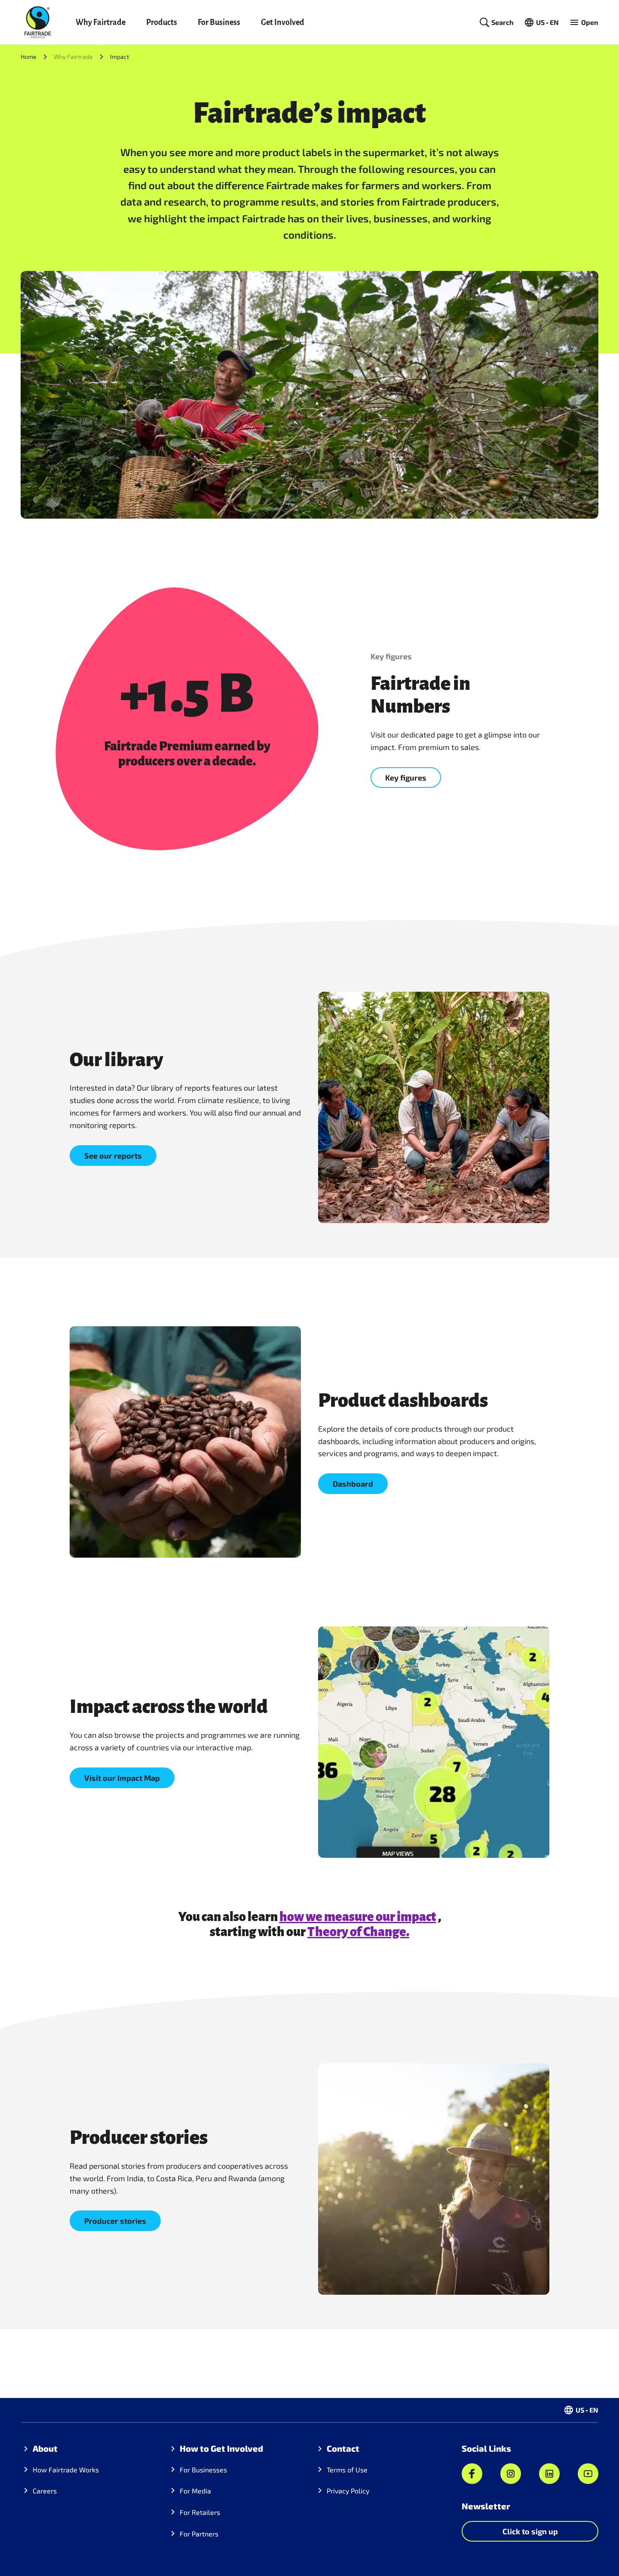 FAIRTRADE
AMERICA
Why Fairtrade
Products
For Business
Get Involved
Search
US • EN
Open
Home
Why Fairtrade
Impact
Fairtrade’s impact
When you see more and more product labels in the supermarket, it’s not always
easy to understand what they mean. Through the following resources, you can
find out about the difference Fairtrade makes for farmers and workers. From
data and research, to programme results, and stories from Fairtrade producers,
we highlight the impact Fairtrade has on their lives, businesses, and working
conditions.
+1.5 B
Fairtrade Premium earned by
producers over a decade.
Key figures
Fairtrade in
Numbers
Visit our dedicated page to get a glimpse into our
impact. From premium to sales.
Key figures
Our library
Interested in data? Our library of reports features our latest
studies done across the world. From climate resilience, to living
incomes for farmers and workers. You will also find our annual and
monitoring reports.
See our reports
Product dashboards
Explore the details of core products through our product
dashboards, including information about producers and origins,
services and programs, and ways to deepen impact.
Dashboard
Impact across the world
You can also browse the projects and programmes we are running
across a variety of countries via our interactive map.
Visit our Impact Map
2
Turkey
Syria
Iraq
Iran
Afghanistan
4
Algeria
Libya
2
Saudi Arabia
Oman
Mali
Niger
Chad
Sudan
Yemen
36
7
Somalia
Cameroon
Republic of
the Congo
28
Angola
5
2
2
MAP VIEWS
You can also learn how we measure our impact ,
starting with our Theory of Change.
Producer stories
Read personal stories from producers and cooperatives across
the world. From India, to Costa Rica, Peru and Rwanda (among
many others).
Producer stories
US • EN
About
How Fairtrade Works
Careers
How to Get Involved
For Businesses
For Media
For Retailers
For Partners
Contact
Terms of Use
Privacy Policy
Social Links
Newsletter
Click to sign up